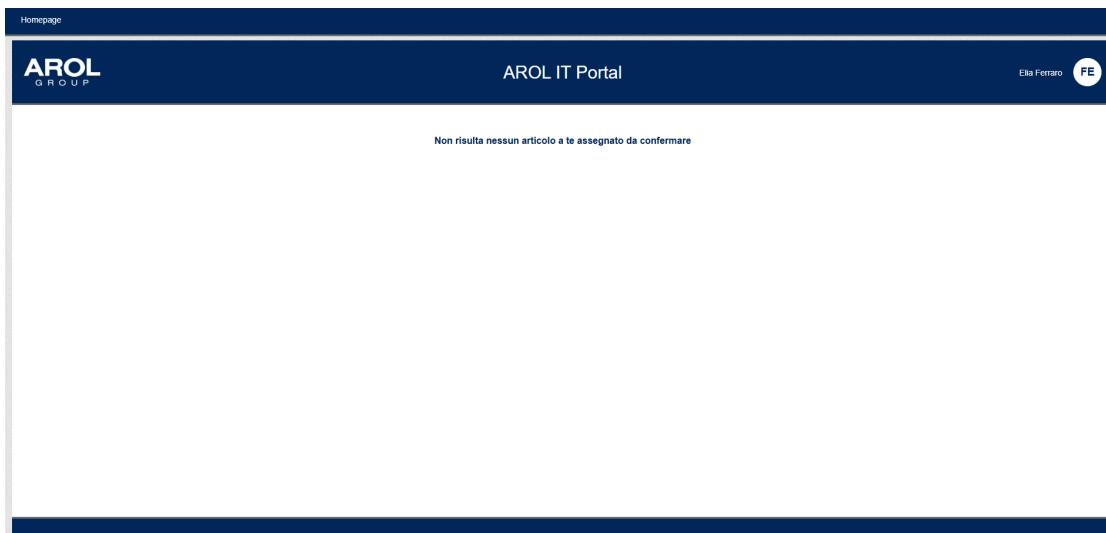 Homepage
AROL
GROUP
AROL IT Portal
Elia Ferraro
FE
Non risulta nessun articolo a te assegnato da confermare